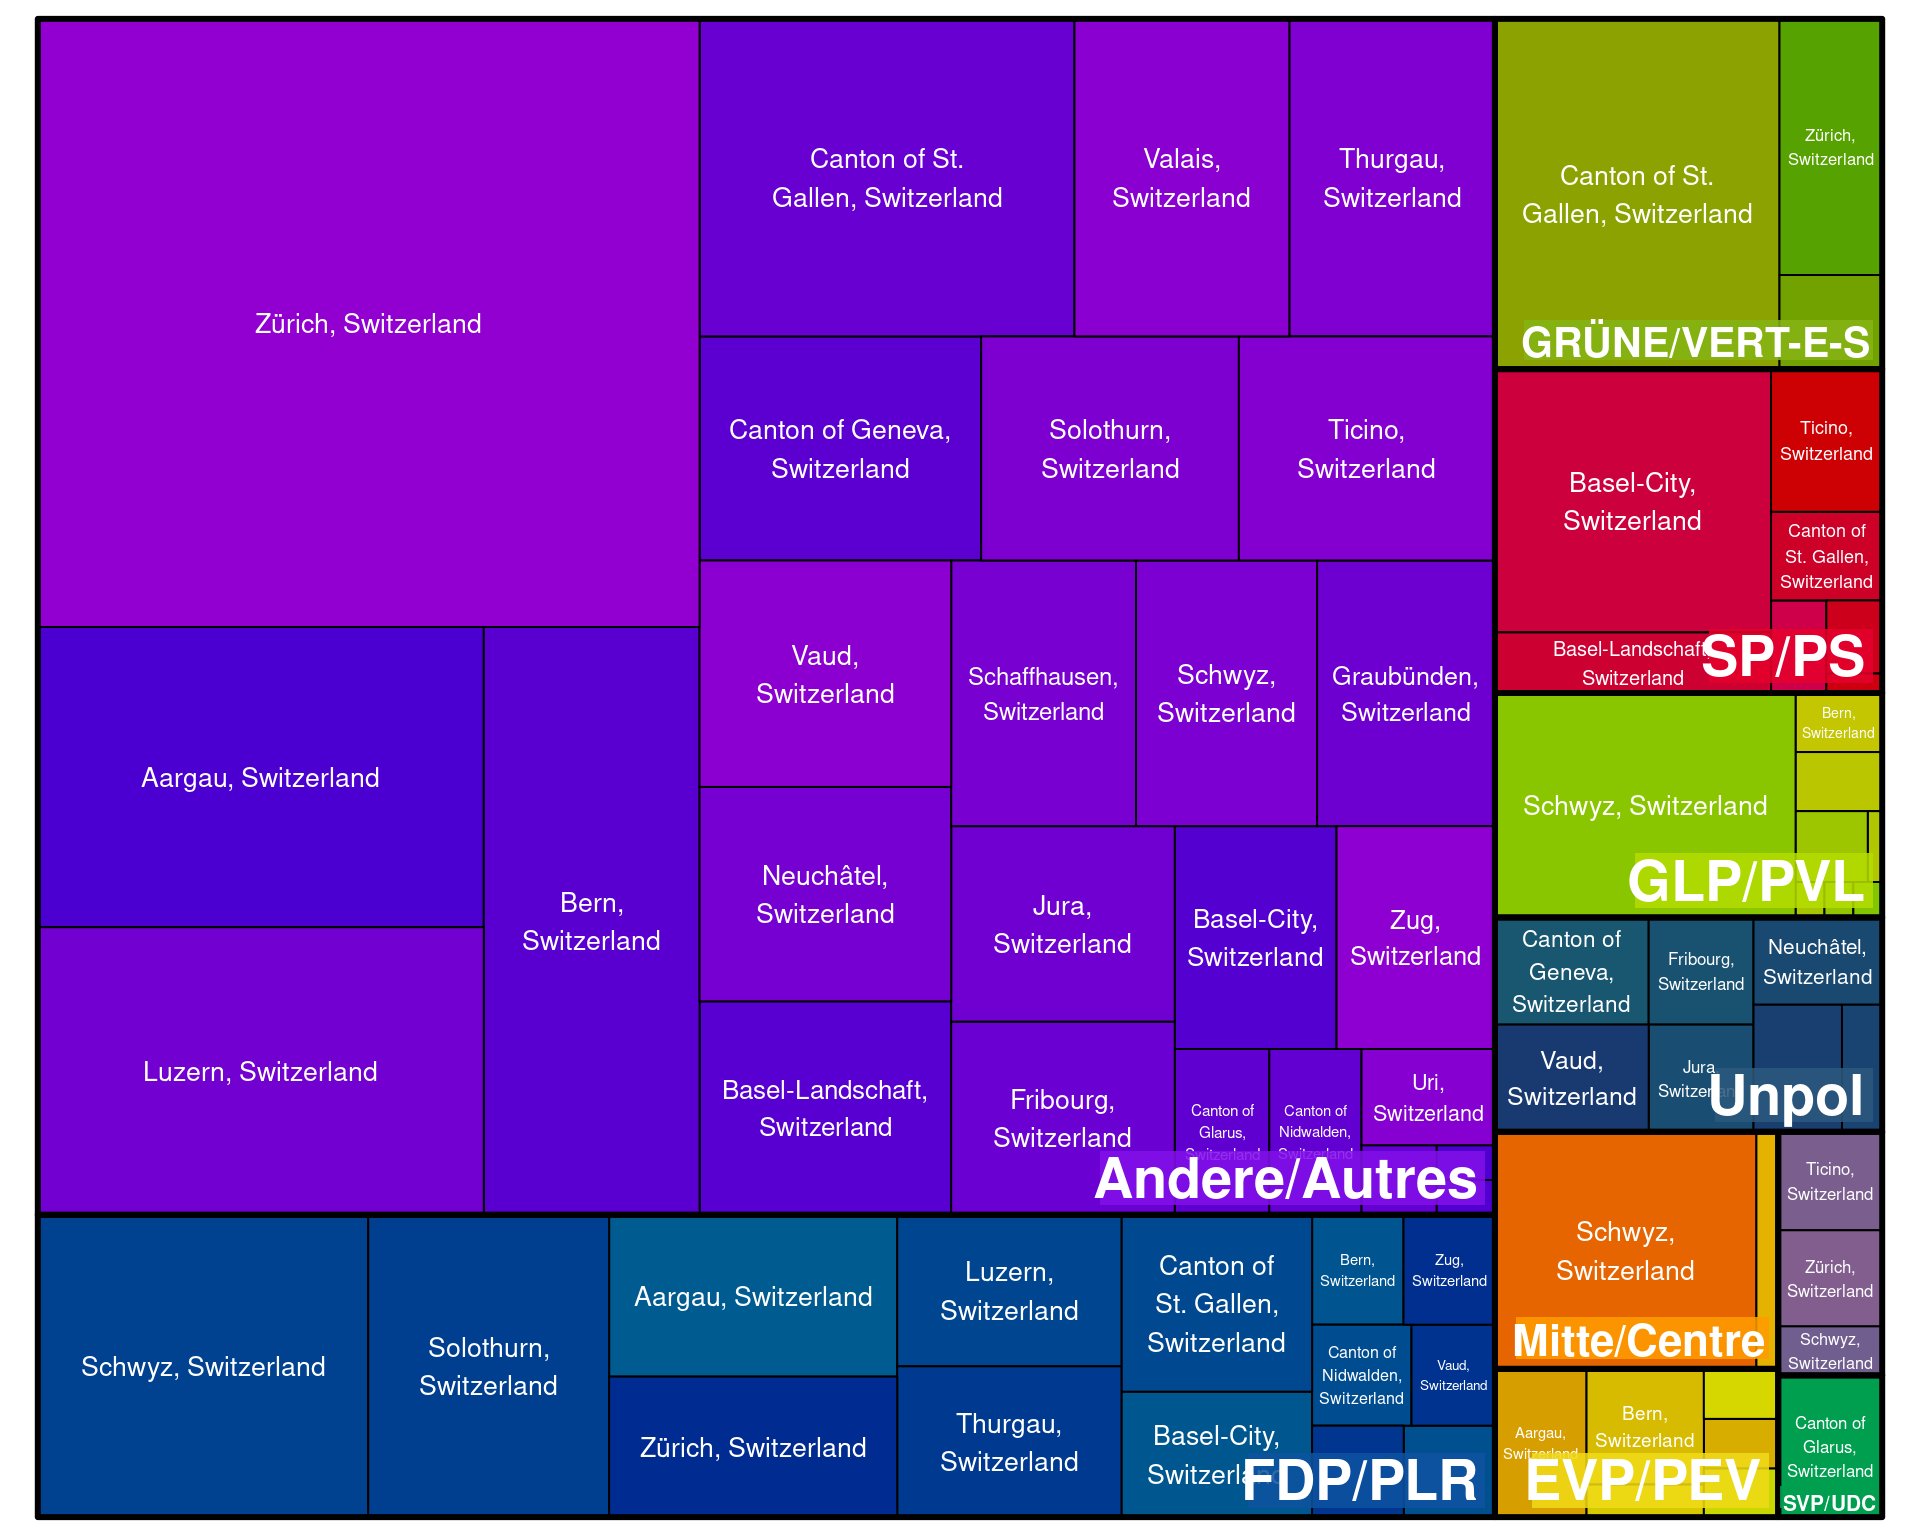 Zürich, Switzerland
Canton of St.
Gallen, Switzerland
Valais,
Switzerland
Thurgau,
Switzerland
Canton of Geneva,
Switzerland
Solothurn,
Switzerland
Ticino,
Switzerland
Aargau, Switzerland
Bern,
Switzerland
Luzern, Switzerland
Vaud,
Switzerland
Schaffhausen,
Switzerland
Schwyz,
Switzerland
Graubünden,
Switzerland
Neuchâtel,
Switzerland
Jura,
Switzerland
Basel-City,
Switzerland
Zug,
Switzerland
Basel-Landschaft,
Switzerland
Fribourg,
Switzerland
Canton of
Glarus,
Switzerland
Canton of
Nidwalden,
Switzerland
Uri,
Switzerland
Andere/Autres
Schwyz, Switzerland
Solothurn,
Switzerland
Aargau, Switzerland
Zürich, Switzerland
Luzern,
Switzerland
Thurgau,
Switzerland
Canton of
St. Gallen,
Switzerland
Basel-City,
Switzerland
Bern,
Switzerland
Zug,
Switzerland
Canton of
Nidwalden,
Switzerland
Vaud,
Switzerland
FDP/PLR
Canton of St.
Gallen, Switzerland
Zürich,
Switzerland
GRÜNE/VERT-E-S
Basel-City,
Switzerland
Ticino,
Switzerland
Canton of
St. Gallen,
Switzerland
Basel-Landschaft,
Switzerland
SP/PS
Schwyz, Switzerland
Bern,
Switzerland
GLP/PVL
Canton of
Geneva,
Switzerland
Fribourg,
Switzerland
Neuchâtel,
Switzerland
Vaud,
Switzerland
Jura,
Switzerland
Unpol
Schwyz,
Switzerland
Mitte/Centre
Ticino,
Switzerland
Zürich,
Switzerland
Schwyz,
Switzerland
Aargau,
Switzerland
Bern,
Switzerland
EVP/PEV
Canton of
Glarus,
Switzerland
SVP/UDC